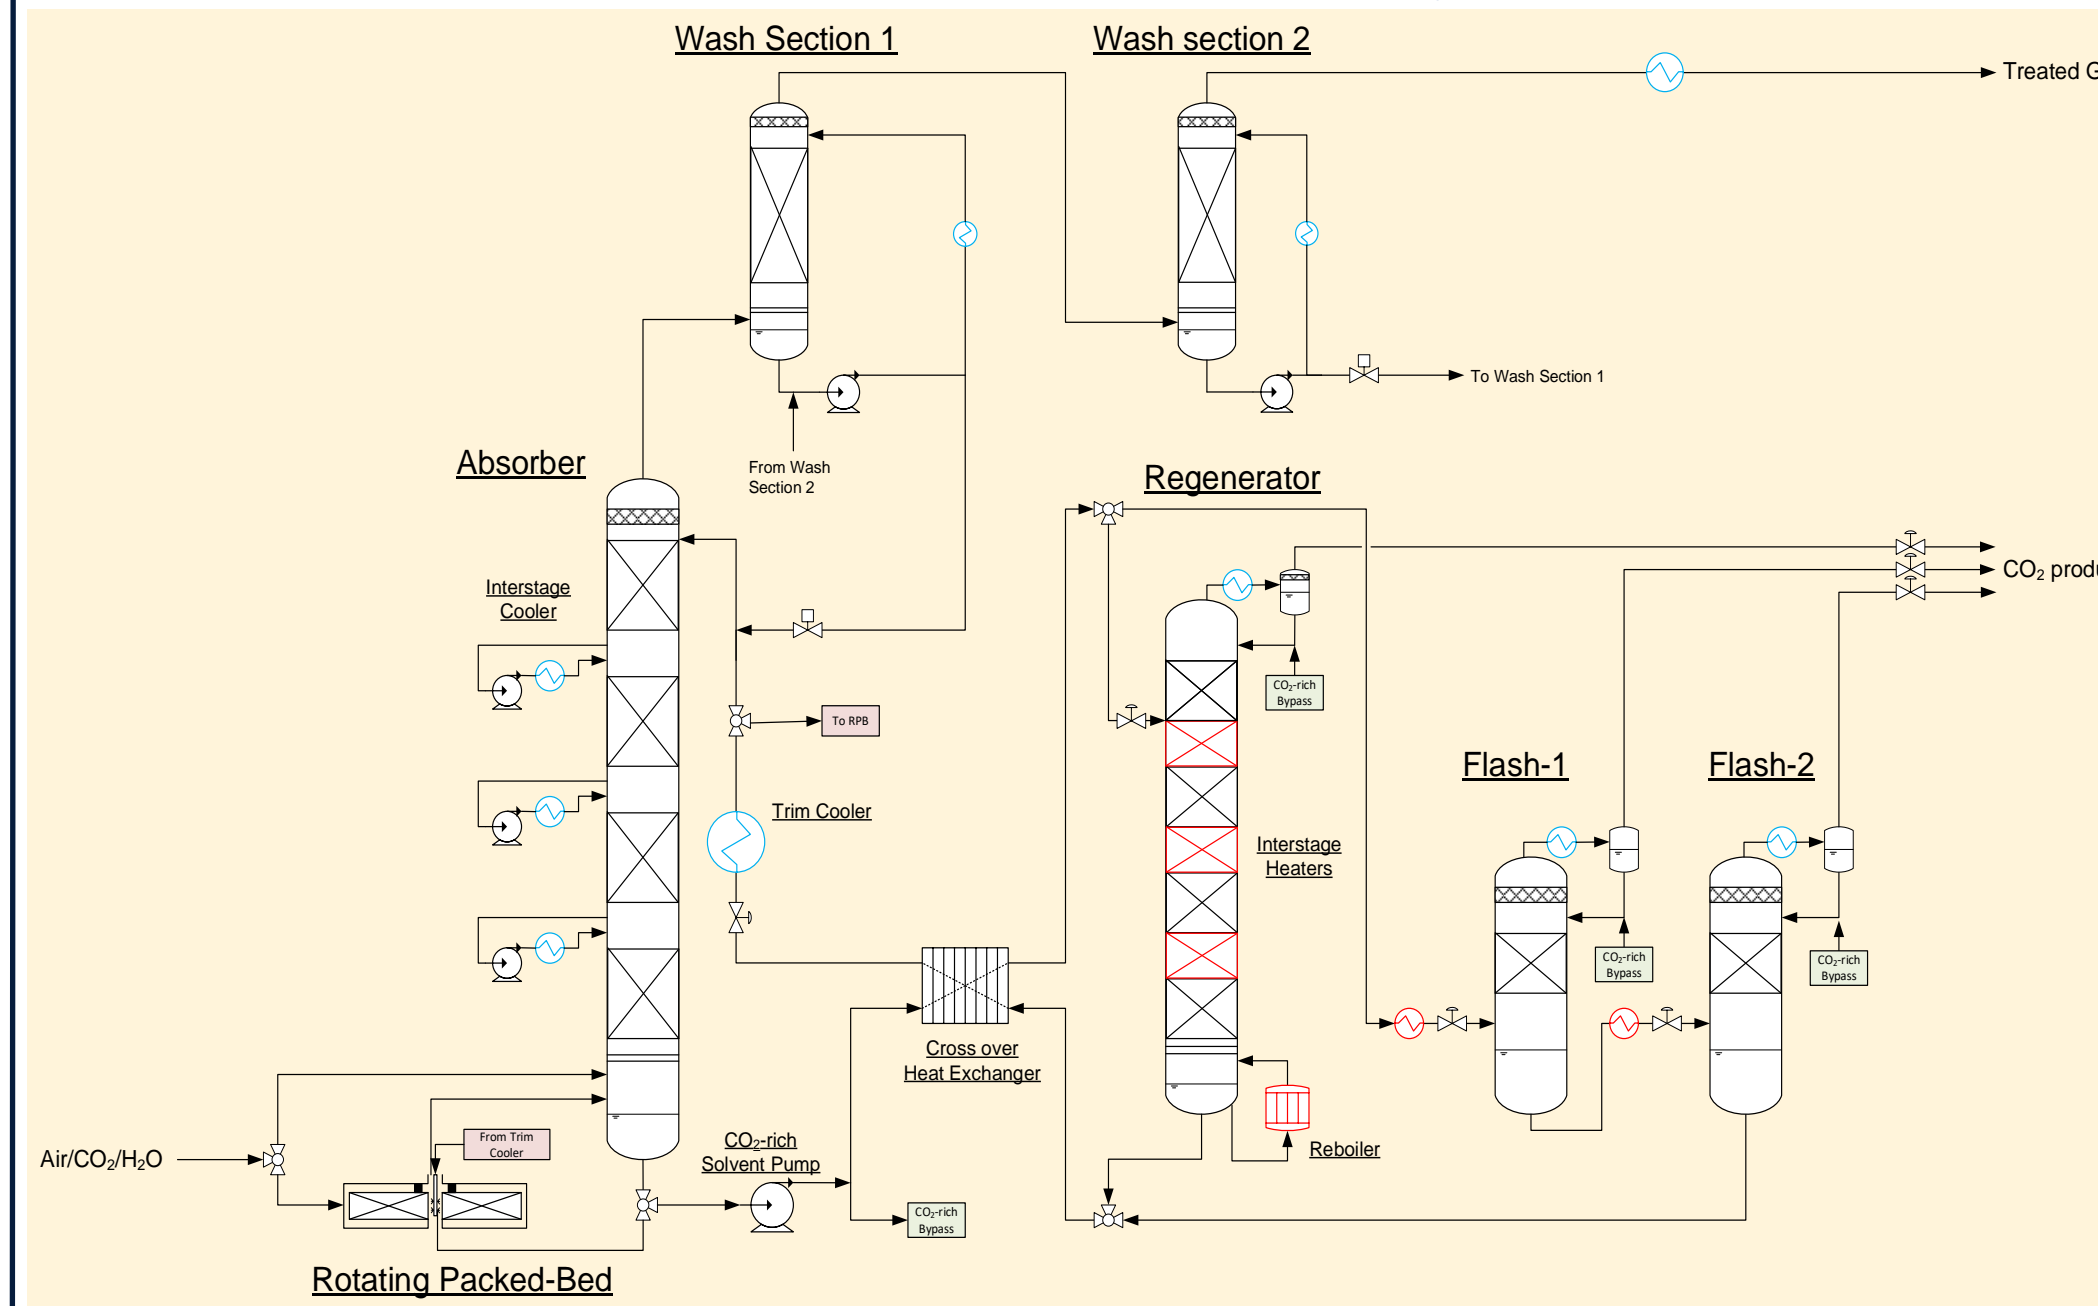 Wash Section 1
Wash section 2
Treated G
To Wash Section 1
From Wash
Section 2
Absorber
Regenerator
Interstage
Cooler
CO₂ produ
CO₂-rich
Bypass
To RPB
Flash-1
Flash-2
Trim Cooler
Interstage
Heaters
CO₂-rich
Bypass
CO₂-rich
Bypass
Cross over
Heat Exchanger
From Trim
Cooler
Air/CO₂/H₂O
CO₂-rich
Solvent Pump
Reboiler
CO₂-rich
Bypass
Rotating Packed-Bed